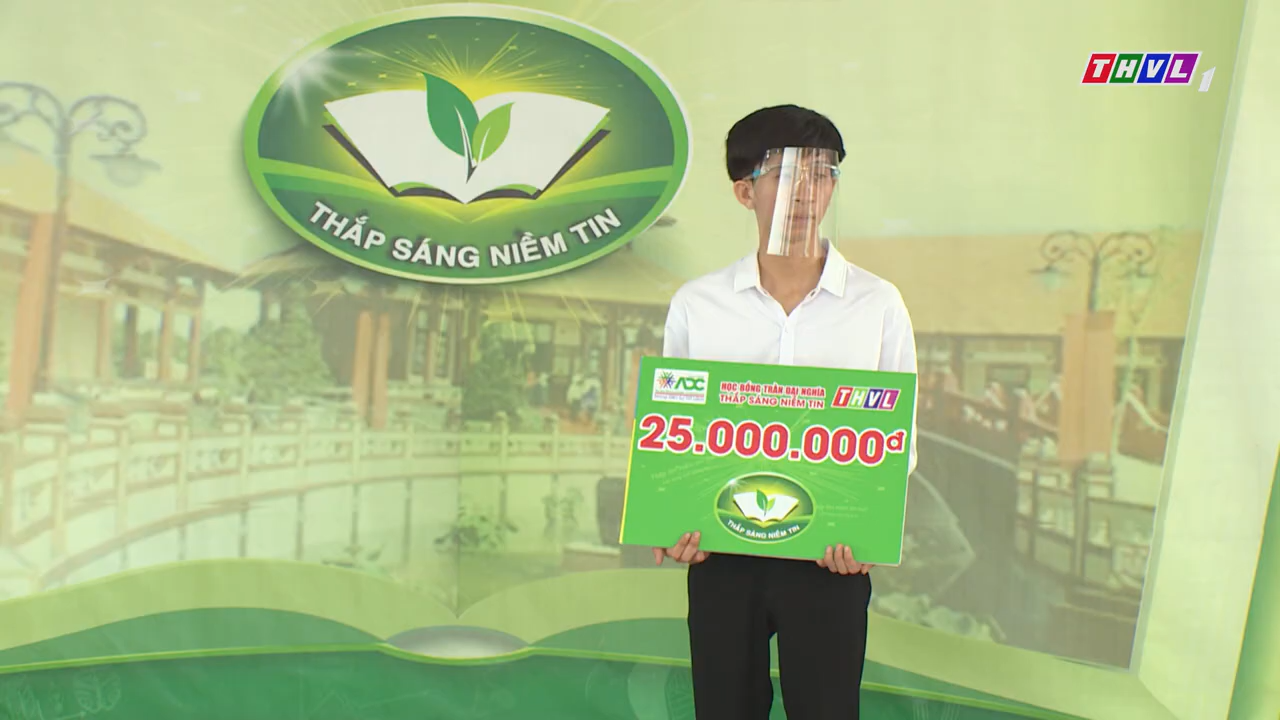 THVL1
THẮP SÁNG NIỀM TIN
ADC
HỌC BỔNG TRẦN ĐẠI NGHĨA
THẮP SÁNG NIỀM TIN
THVL
25.000.000đ
THẮP SÁNG NIỀM TIN